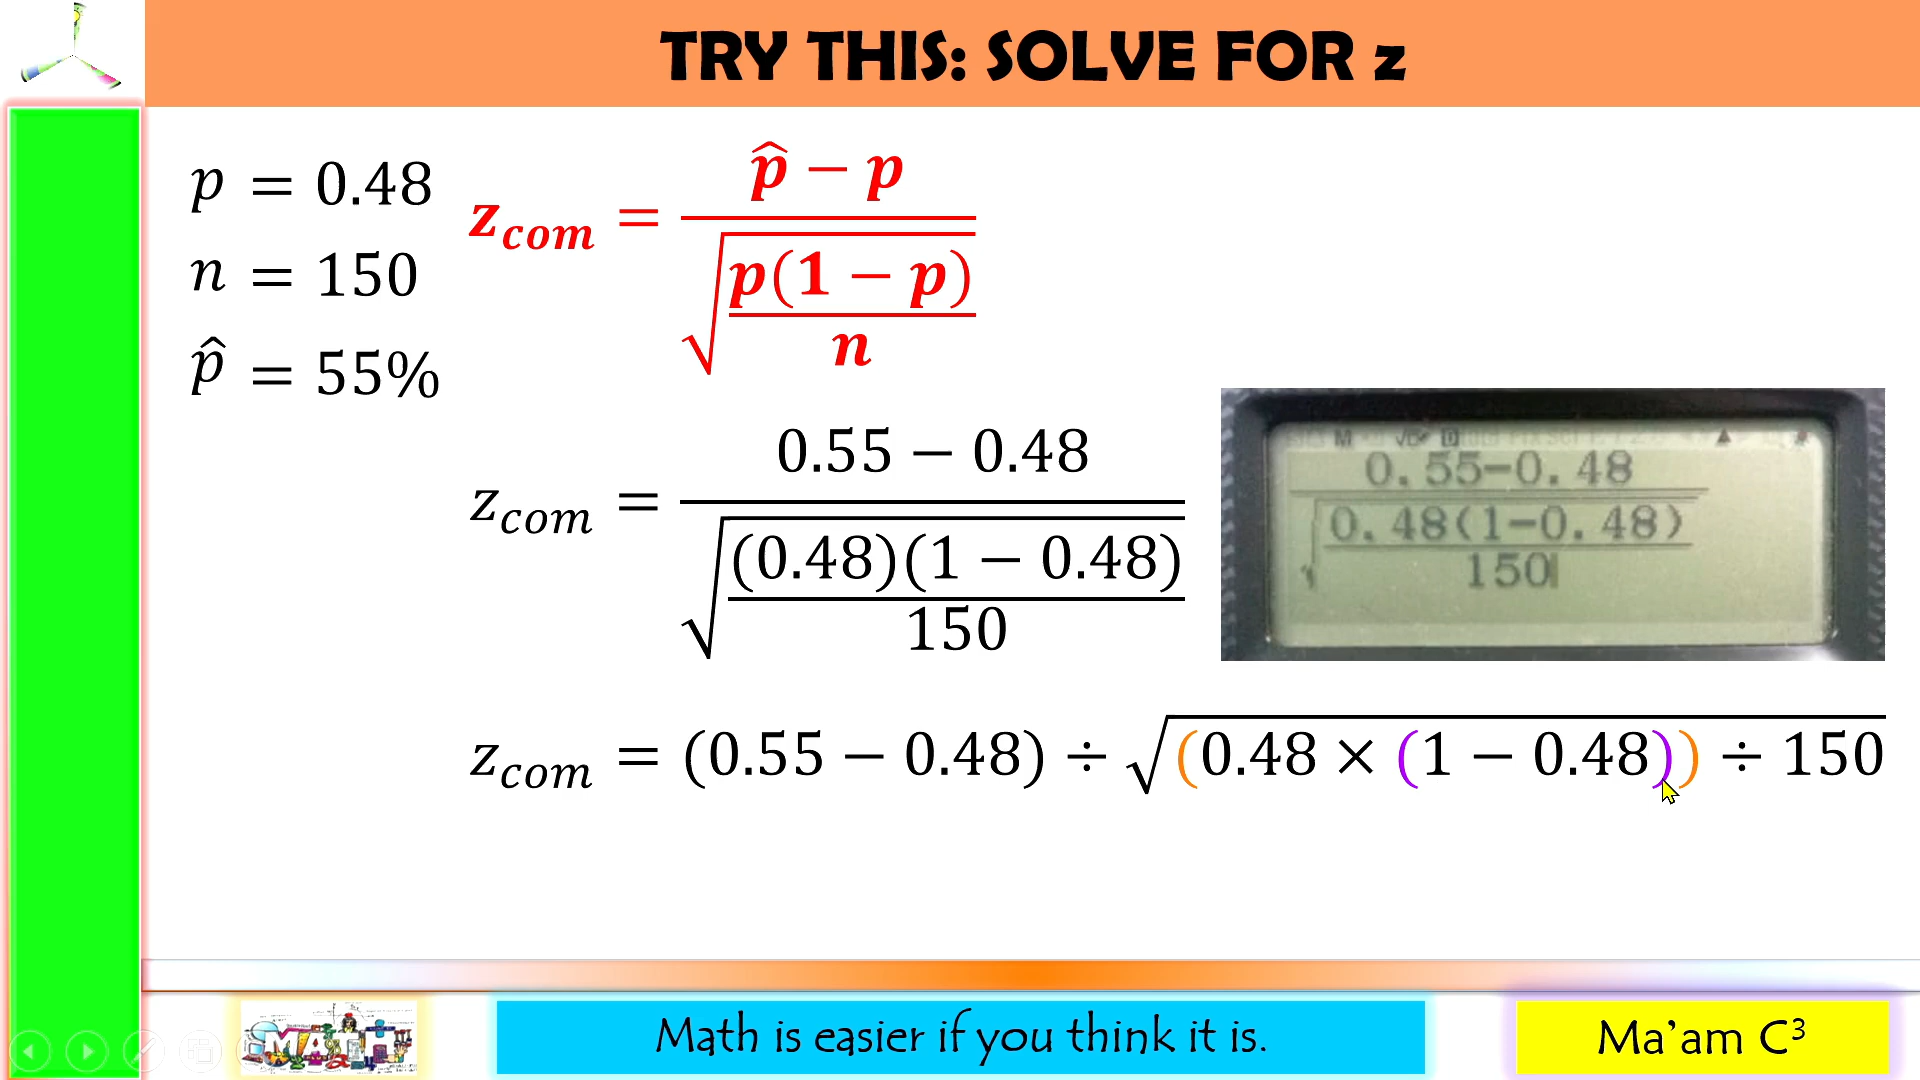 TRY THIS: SOLVE FOR z
p = 0.48
n = 150
p̂ = 55%
z_com = (p̂ − p) / √(p(1 − p) / n)
z_com = (0.55 − 0.48) / √((0.48)(1 − 0.48) / 150)
0.55−0.48
0.48(1−0.48)
150
z_com = (0.55 − 0.48) ÷ √(0.48 × (1 − 0.48)) ÷ 150
MATH
Math is easier if you think it is.
Ma'am C³